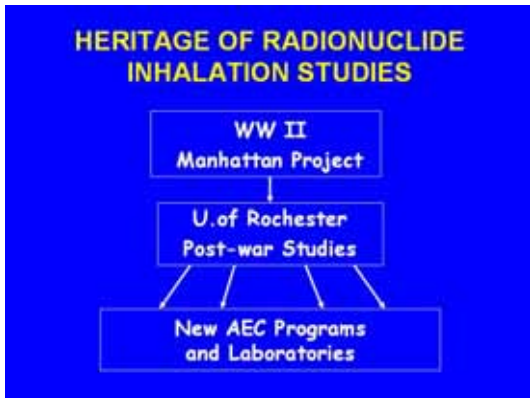 HERITAGE OF RADIONUCLIDE
INHALATION STUDIES
WW II
Manhattan Project
U.of Rochester
Post-war Studies
New AEC Programs
and Laboratories